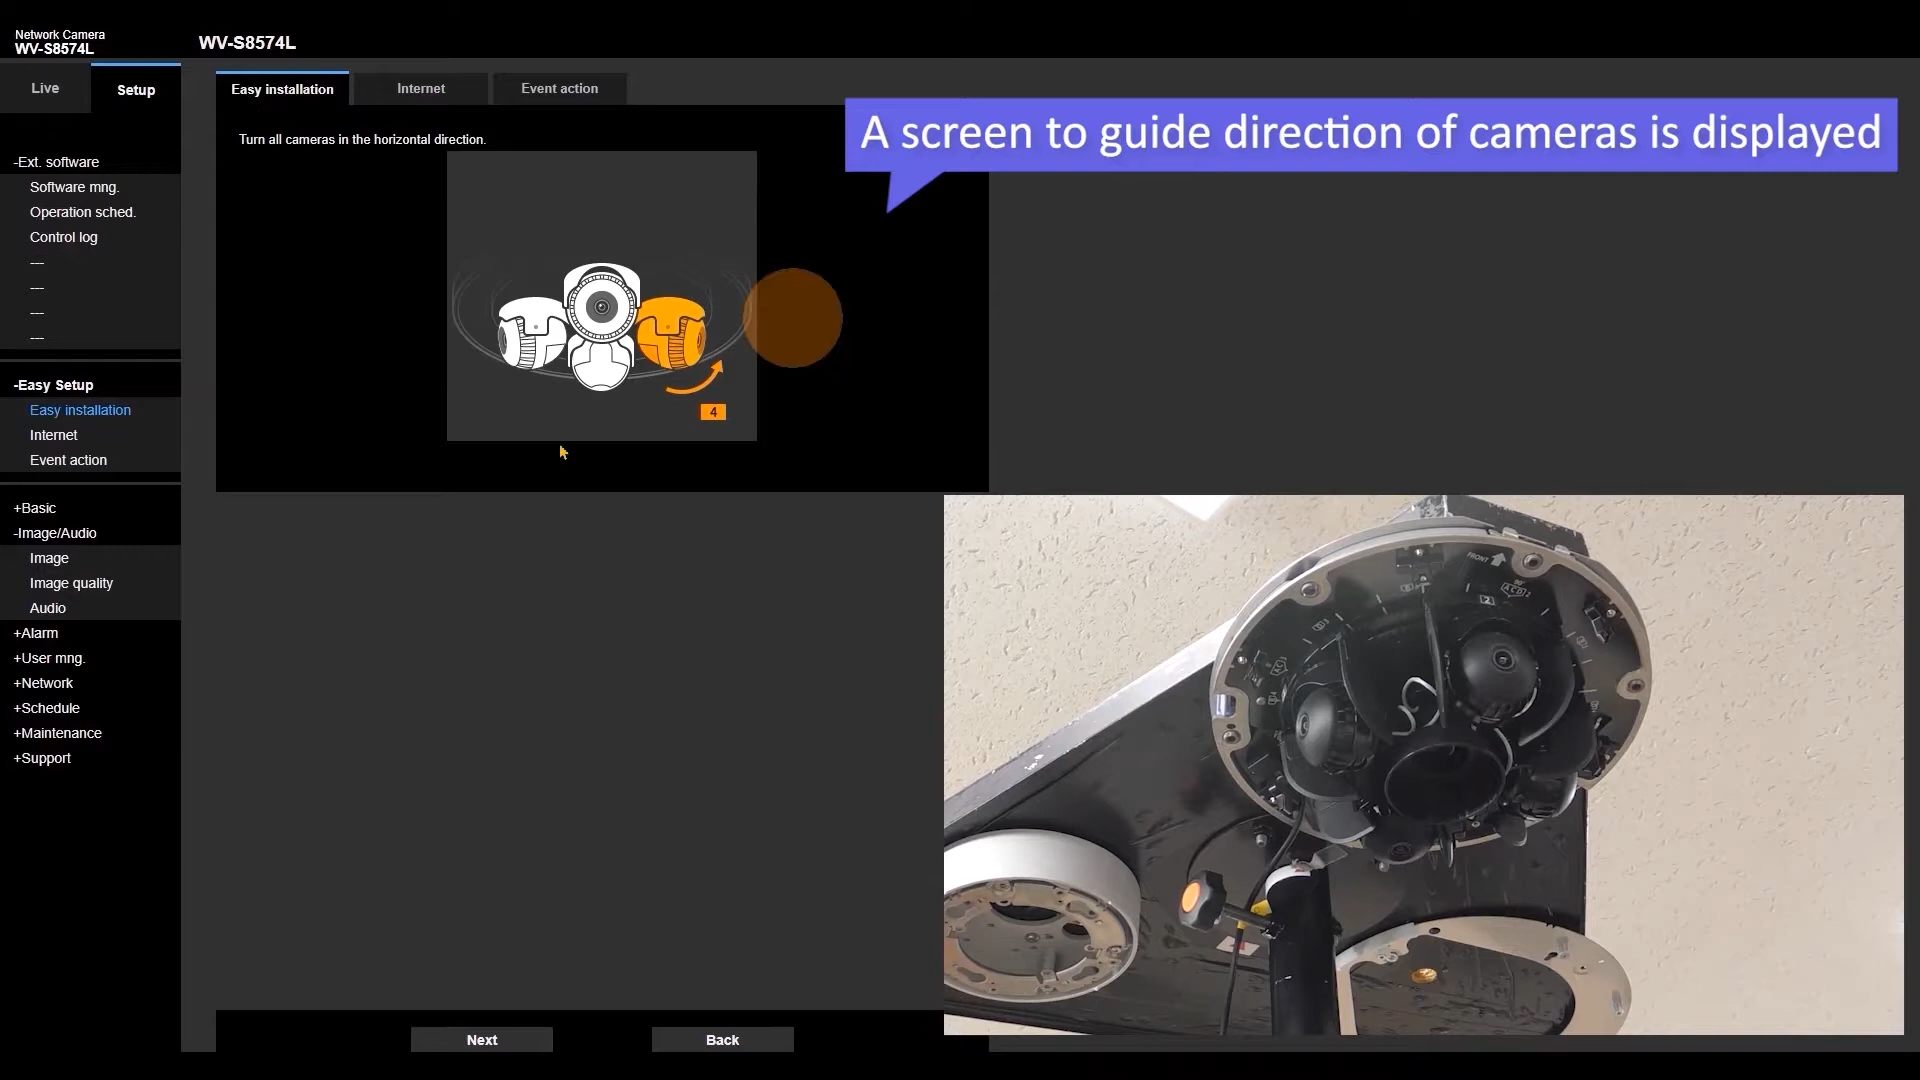 Network Camera
WV-S8574L
WV-S8574L
Live
Setup
Easy installation
Internet
Event action
A screen to guide direction of cameras is displayed
Turn all cameras in the horizontal direction.
4
-Ext. software
Software mng.
Operation sched.
Control log
---
---
---
---
-Easy Setup
Easy installation
Internet
Event action
+Basic
-Image/Audio
Image
Image quality
Audio
+Alarm
+User mng.
+Network
+Schedule
+Maintenance
+Support
FRONT
2
Next
Back